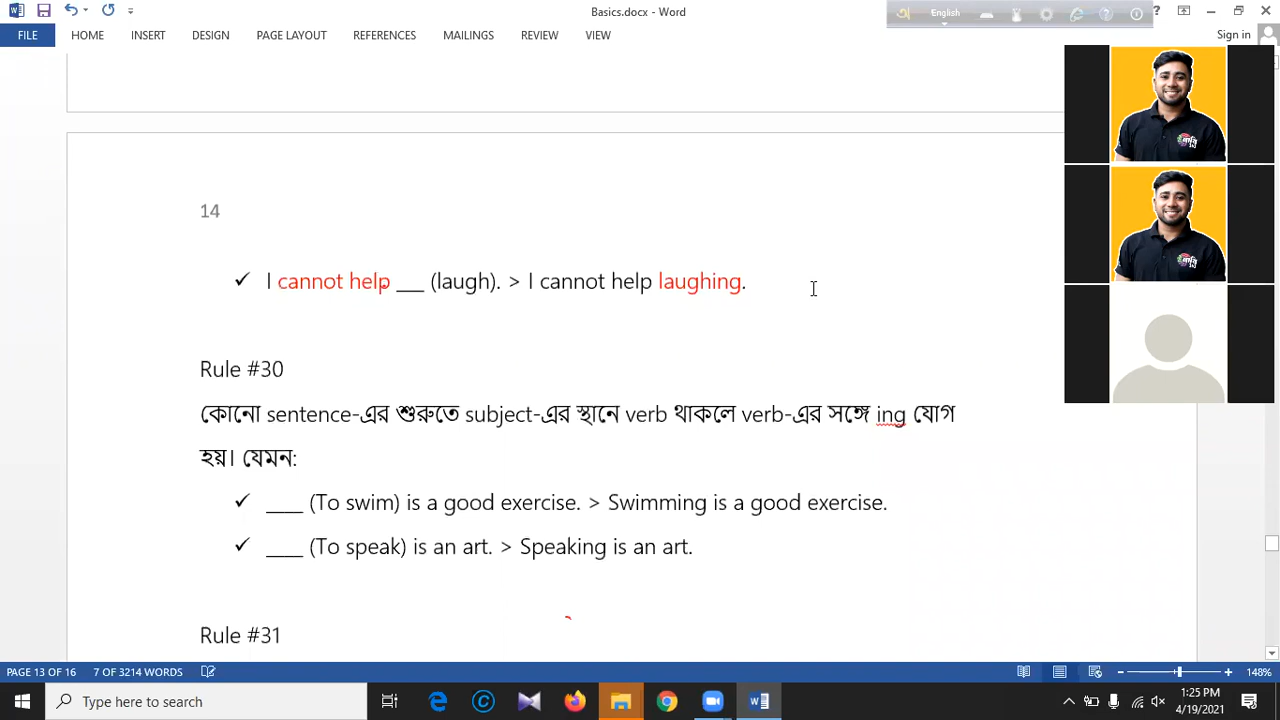 Basics.docx - Word
English
?
FILE
HOME
INSERT
DESIGN
PAGE LAYOUT
REFERENCES
MAILINGS
REVIEW
VIEW
Sign in
14
✓ I cannot help ___ (laugh). > I cannot help laughing.
Rule #30
কোনো sentence-এর শুরুতে subject-এর স্থানে verb থাকলে verb-এর সঙ্গে ing যোগ
হয়। যেমন:
✓ ____ (To swim) is a good exercise. > Swimming is a good exercise.
✓ ____ (To speak) is an art. > Speaking is an art.
Rule #31
PAGE 13 OF 16
7 OF 3214 WORDS
148%
Type here to search
1:25 PM
4/19/2021